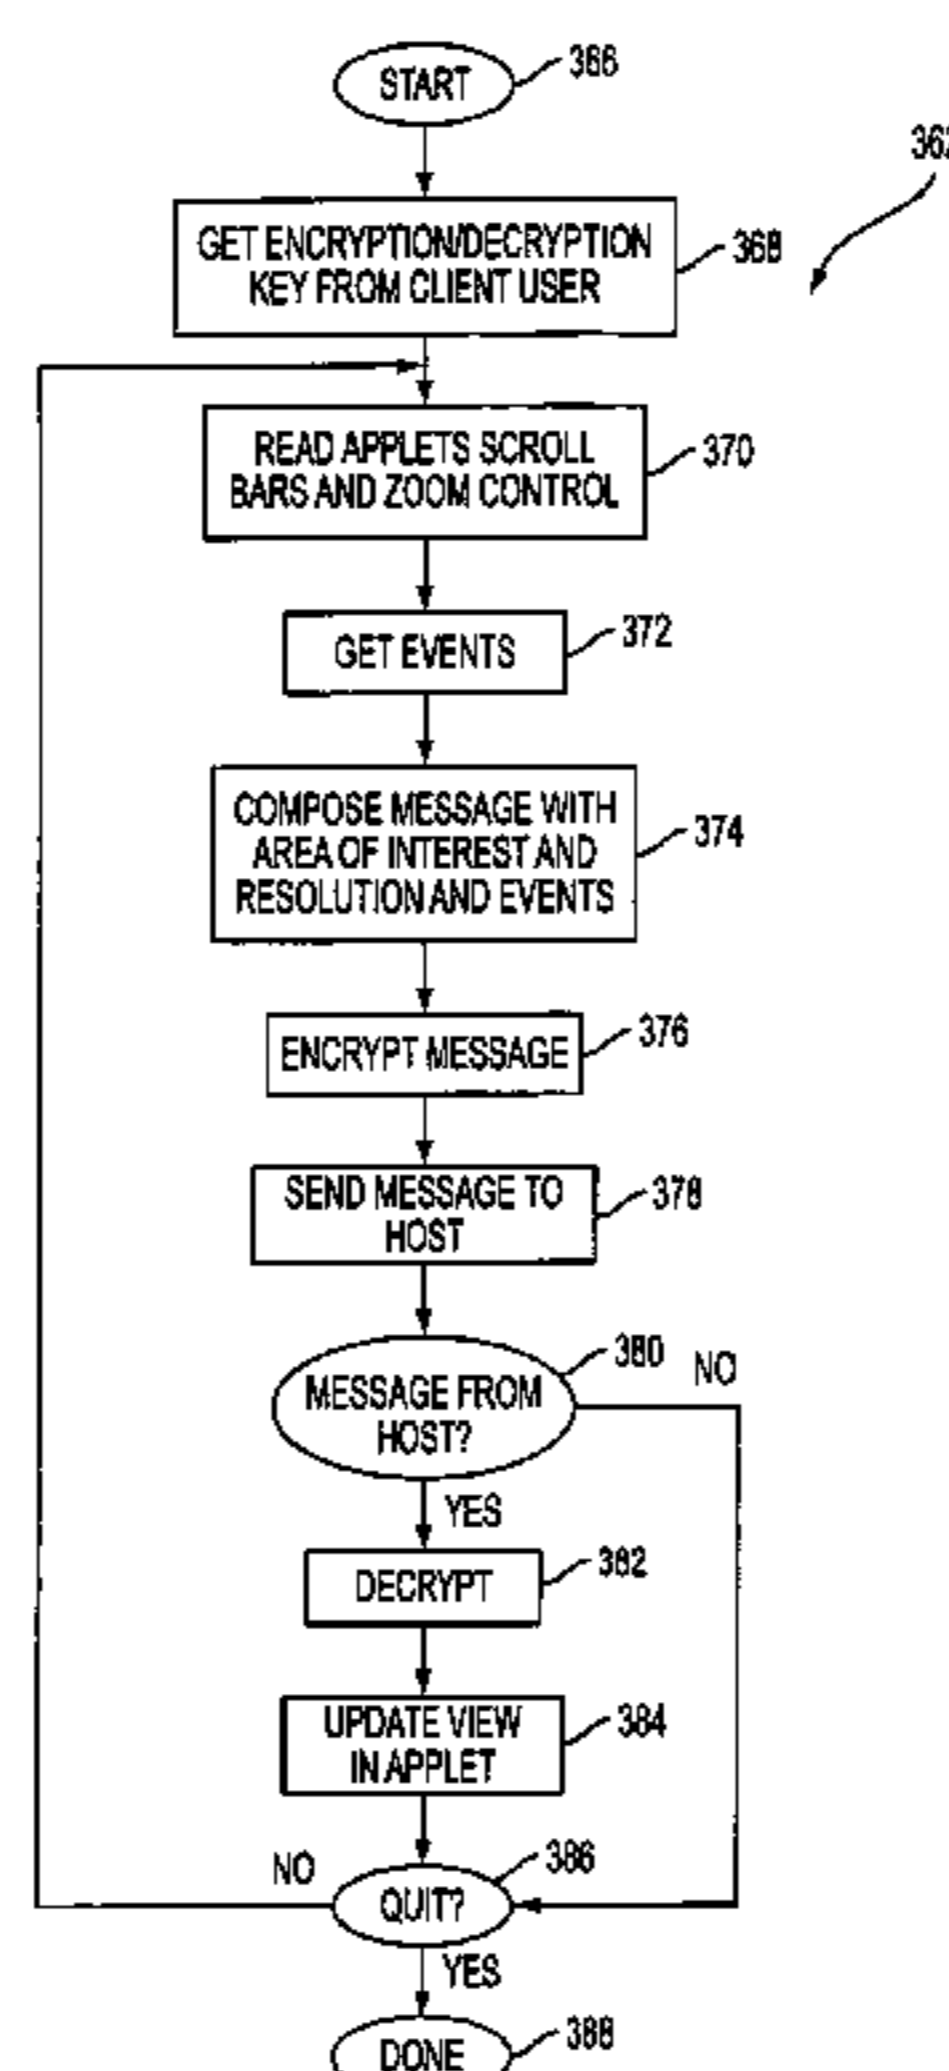 START
366
362
GET ENCRYPTION/DECRYPTION
KEY FROM CLIENT USER
368
READ APPLETS SCROLL
BARS AND ZOOM CONTROL
370
GET EVENTS
372
COMPOSE MESSAGE WITH
AREA OF INTEREST AND
RESOLUTION AND EVENTS
374
ENCRYPT MESSAGE
376
SEND MESSAGE TO
HOST
378
MESSAGE FROM
HOST?
380
NO
YES
DECRYPT
382
UPDATE VIEW
IN APPLET
384
NO
QUIT?
386
YES
DONE
388